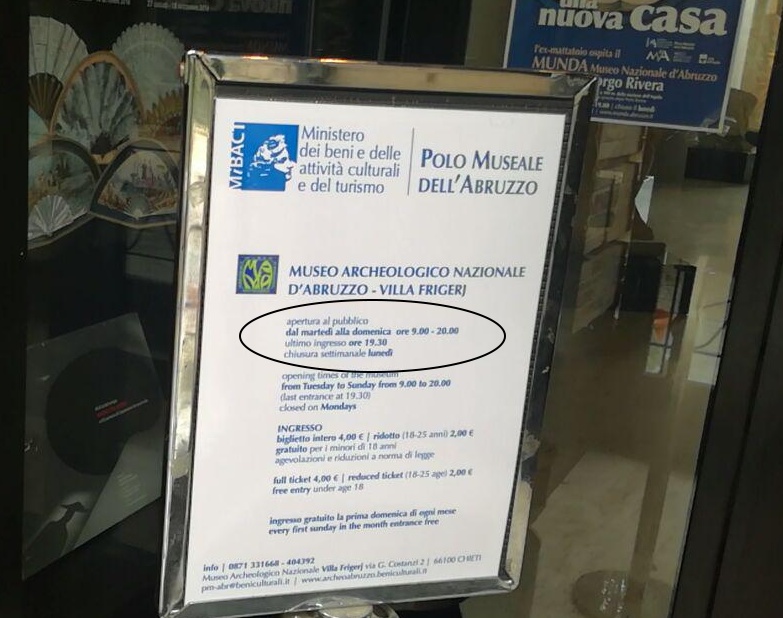 una
nuova casa
l'ex-mattatoio ospita il
MUNDA Museo Nazionale d'Abruzzo
Borgo Rivera
MiBACT
Ministero
dei beni e delle
attività culturali
e del turismo
POLO MUSEALE
DELL'ABRUZZO
MUSEO ARCHEOLOGICO NAZIONALE
D'ABRUZZO - VILLA FRIGERJ
apertura al pubblico
dal martedì alla domenica ore 9.00 - 20.00
ultimo ingresso ore 19.30
chiusura settimanale lunedì
opening times of the museum
from Tuesday to Sunday from 9.00 to 20.00
(last entrance at 19.30)
closed on Mondays
INGRESSO
biglietto intero 4,00 € | ridotto (18-25 anni) 2,00 €
gratuito per i minori di 18 anni
agevolazioni e riduzioni a norma di legge
full ticket 4,00 € | reduced ticket (18-25 age) 2,00 €
free entry under age 18
ingresso gratuito la prima domenica di ogni mese
every first sunday in the month entrance free
info | 0871 331668 - 404392
Museo Archeologico Nazionale Villa Frigerj via G. Costanzi 2 | 66100 CHIETI
pm-abr@beniculturali.it | www.archeoabruzzo.beniculturali.it